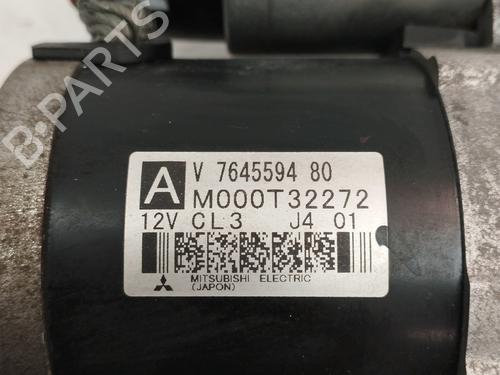 B-PARTS
A
V 7645594 80
M000T32272
12V CL3 J4 01
MITSUBISHI ELECTRIC
(JAPON)